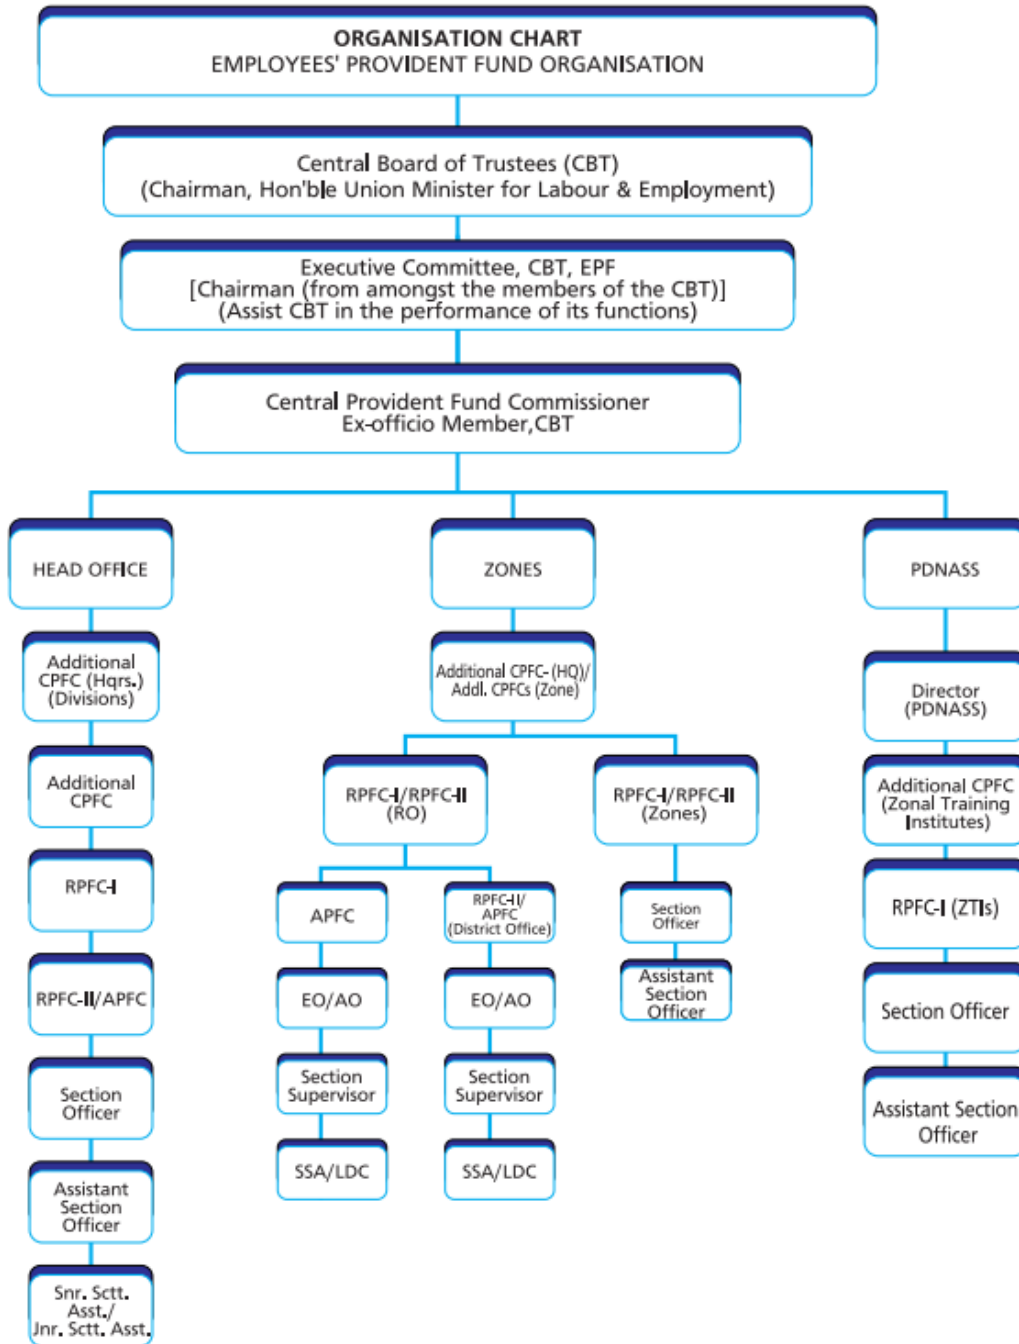 ORGANISATION CHART
EMPLOYEES' PROVIDENT FUND ORGANISATION
Central Board of Trustees (CBT)
(Chairman, Hon'ble Union Minister for Labour & Employment)
Executive Committee, CBT, EPF
[Chairman (from amongst the members of the CBT)]
(Assist CBT in the performance of its functions)
Central Provident Fund Commissioner
Ex-officio Member,CBT
HEAD OFFICE
Additional
CPFC (Hqrs.)
(Divisions)
Additional
CPFC
RPFC-I
RPFC-II/APFC
Section
Officer
Assistant
Section
Officer
Snr. Sctt.
Asst./
Jnr. Sctt. Asst.
ZONES
Additional CPFC- (HQ)/
Addl. CPFCs (Zone)
RPFC-I/RPFC-II
(RO)
APFC
EO/AO
Section
Supervisor
SSA/LDC
RPFC-II/
APFC
(District Office)
EO/AO
Section
Supervisor
SSA/LDC
RPFC-I/RPFC-II
(Zones)
Section
Officer
Assistant
Section
Officer
PDNASS
Director
(PDNASS)
Additional CPFC
(Zonal Training
Institutes)
RPFC-I (ZTIs)
Section Officer
Assistant Section
Officer